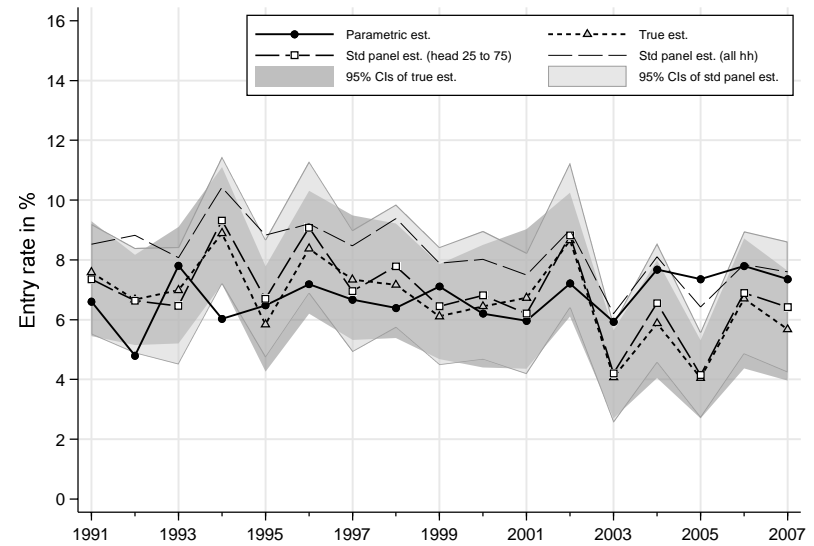 Parametric est.
True est.
Std panel est. (head 25 to 75)
Std panel est. (all hh)
95% CIs of true est.
95% CIs of std panel est.
Entry rate in %
16
14
12
10
8
6
4
2
0
1991 1993 1995 1997 1999 2001 2003 2005 2007